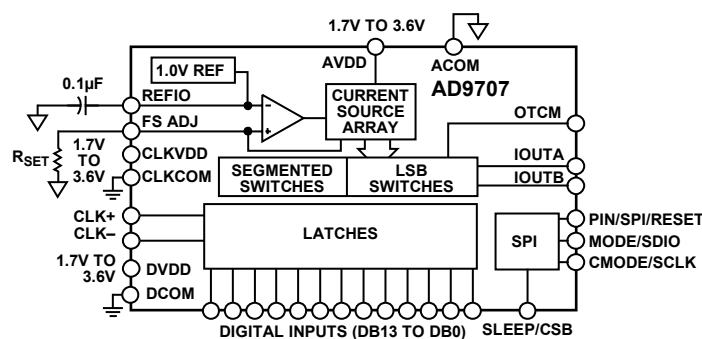 1.7V TO 3.6V
AVDD
ACOM
AD9707
1.0V REF
0.1µF
REFIO
FS ADJ
CURRENT
SOURCE
ARRAY
OTCM
RSET
1.7V
TO
3.6V
CLKVDD
CLKCOM
SEGMENTED
SWITCHES
LSB
SWITCHES
IOUTA
IOUTB
CLK+
CLK–
LATCHES
SPI
PIN/SPI/RESET
MODE/SDIO
CMODE/SCLK
1.7V TO
3.6V
DVDD
DCOM
DIGITAL INPUTS (DB13 TO DB0)
SLEEP/CSB